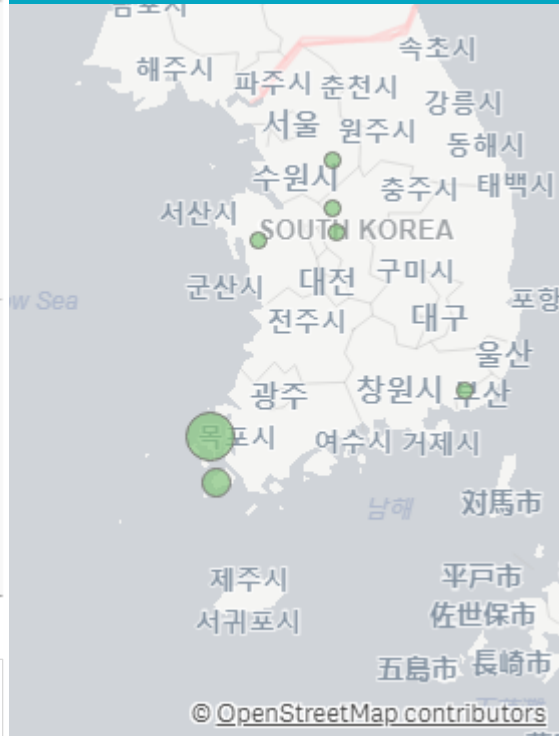 남포시
속초시
해주시
파주시 춘천시
강릉시
서울 원주시
동해시
수원시
충주시 태백시
서산시
SOUTH KOREA
군산시 대전 구미시
ow Sea
포항
전주시 대구
울산
광주 창원시 부산
목포시 여수시 거제시
남해 対馬市
제주시 平戸市
서귀포시 佐世保市
五島市 長崎市
© OpenStreetMap contributors